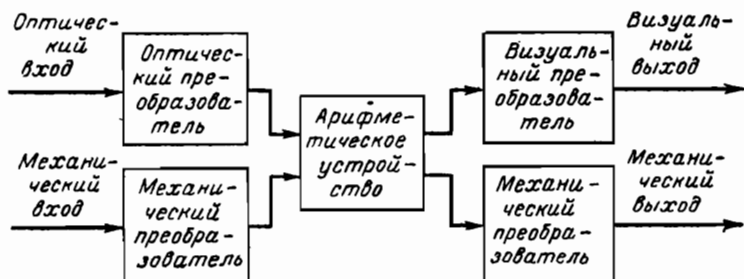 Оптичес-
кий
вход
Оптичес-
кий пре-
образова-
тель
Механи-
ческий
вход
Механи-
ческий
преобра-
зователь
Арифме-
тическое
устрой-
ство
Визуаль-
ный пре-
образова-
тель
Визуаль-
ный
выход
Механи-
ческий
преобра-
зователь
Механи-
ческий
выход